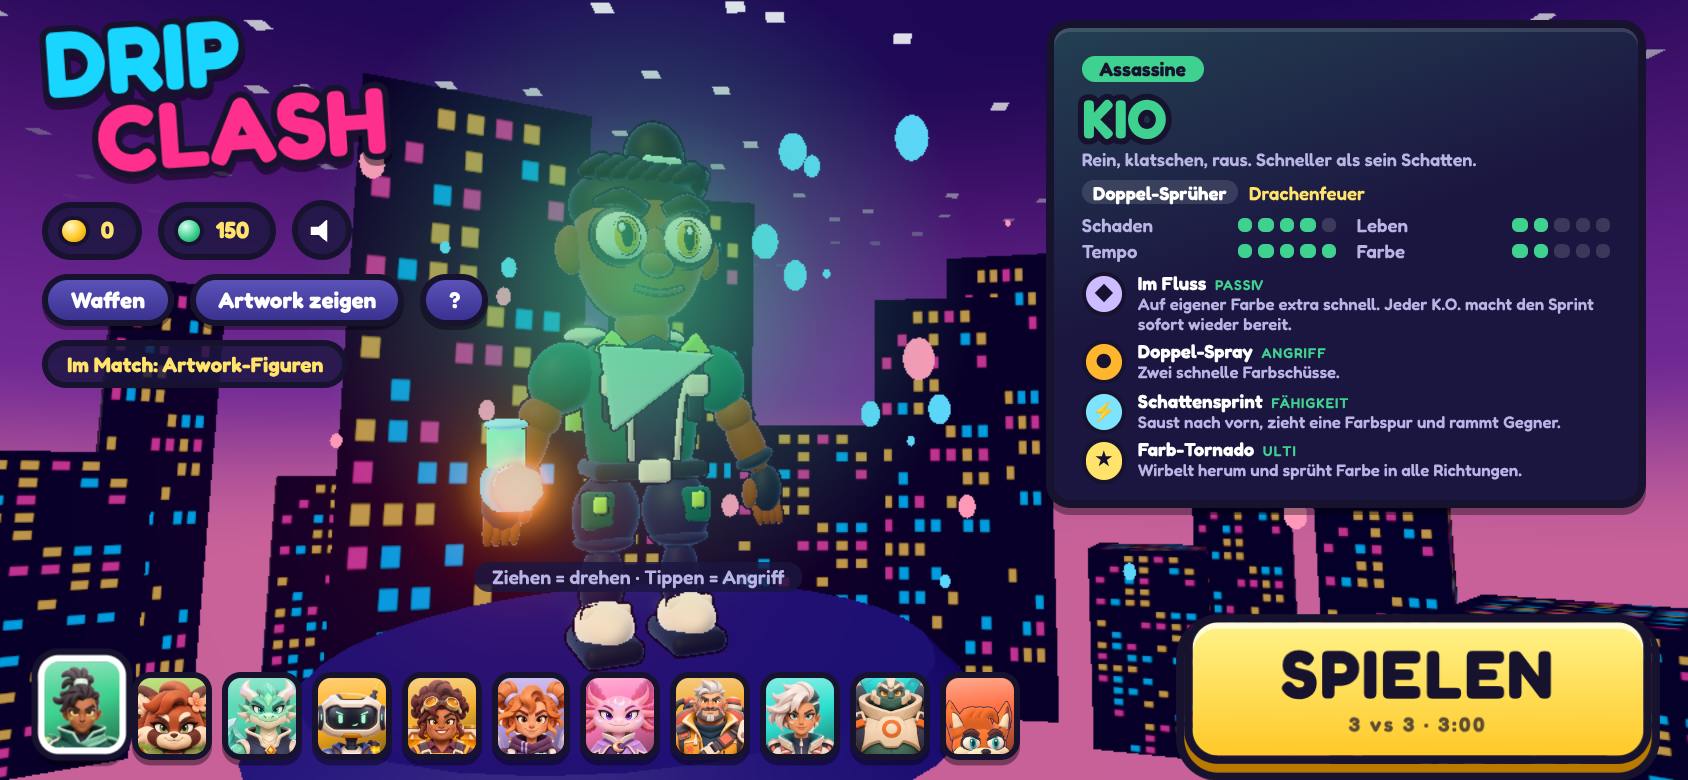 DRIP
CLASH
0
150
Waffen
Artwork zeigen
?
Im Match: Artwork-Figuren
Assassine
KIO
Rein, klatschen, raus. Schneller als sein Schatten.
Doppel-Sprüher Drachenfeuer
Schaden Leben
Tempo Farbe
Im Fluss PASSIV
Auf eigener Farbe extra schnell. Jeder K.O. macht den Sprint
sofort wieder bereit.
Doppel-Spray ANGRIFF
Zwei schnelle Farbschüsse.
Schattensprint FÄHIGKEIT
Saust nach vorn, zieht eine Farbspur und rammt Gegner.
Farb-Tornado ULTI
Wirbelt herum und sprüht Farbe in alle Richtungen.
Ziehen = drehen · Tippen = Angriff
SPIELEN
3 vs 3 · 3:00